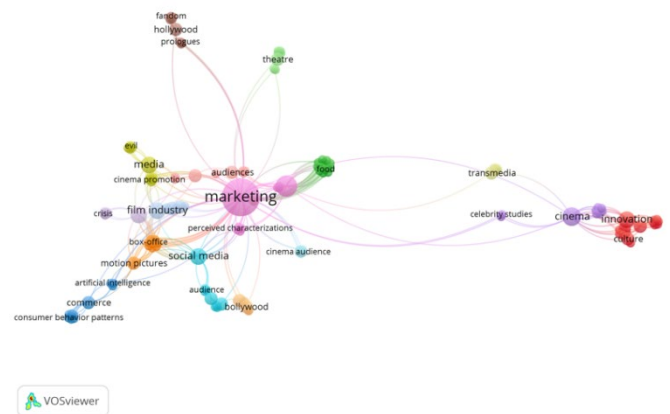 fandom
hollywood
prologues
theatre
evil
media
cinema promotion
audiences
food
transmedia
marketing
crisis
film industry
celebrity studies
cinema
innovation
perceived characterizations
culture
box-office
social media
cinema audience
motion pictures
artificial intelligence
audience
commerce
bollywood
consumer behavior patterns
VOSviewer